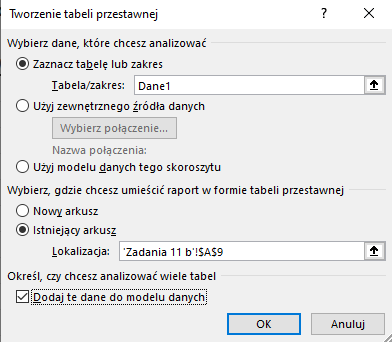 Tworzenie tabeli przestawnej
Wybierz dane, które chcesz analizować
Zaznacz tabelę lub zakres
Tabela/zakres: Dane1
Użyj zewnętrznego źródła danych
Wybierz połączenie...
Nazwa połączenia:
Użyj modelu danych tego skoroszytu
Wybierz, gdzie chcesz umieścić raport w formie tabeli przestawnej
Nowy arkusz
Istniejący arkusz
Lokalizacja: 'Zadania 11 b'!$A$9
Określ, czy chcesz analizować wiele tabel
Dodaj te dane do modelu danych
OK Anuluj